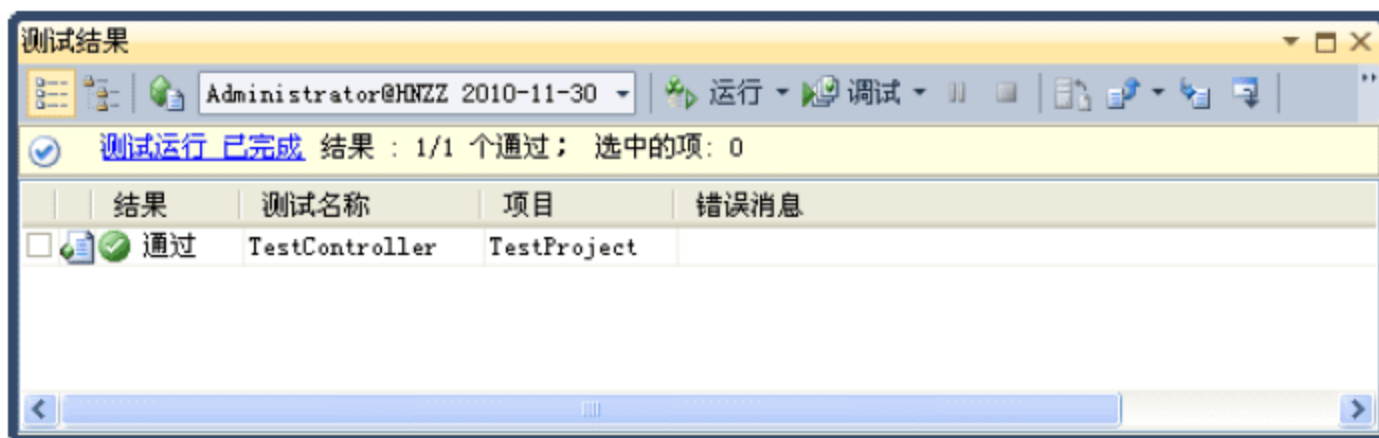 测试结果
Administrator@HNZZ 2010-11-30 运行 调试
测试运行 已完成 结果 : 1/1 个通过； 选中的项: 0
结果 测试名称 项目 错误消息
通过 TestController TestProject